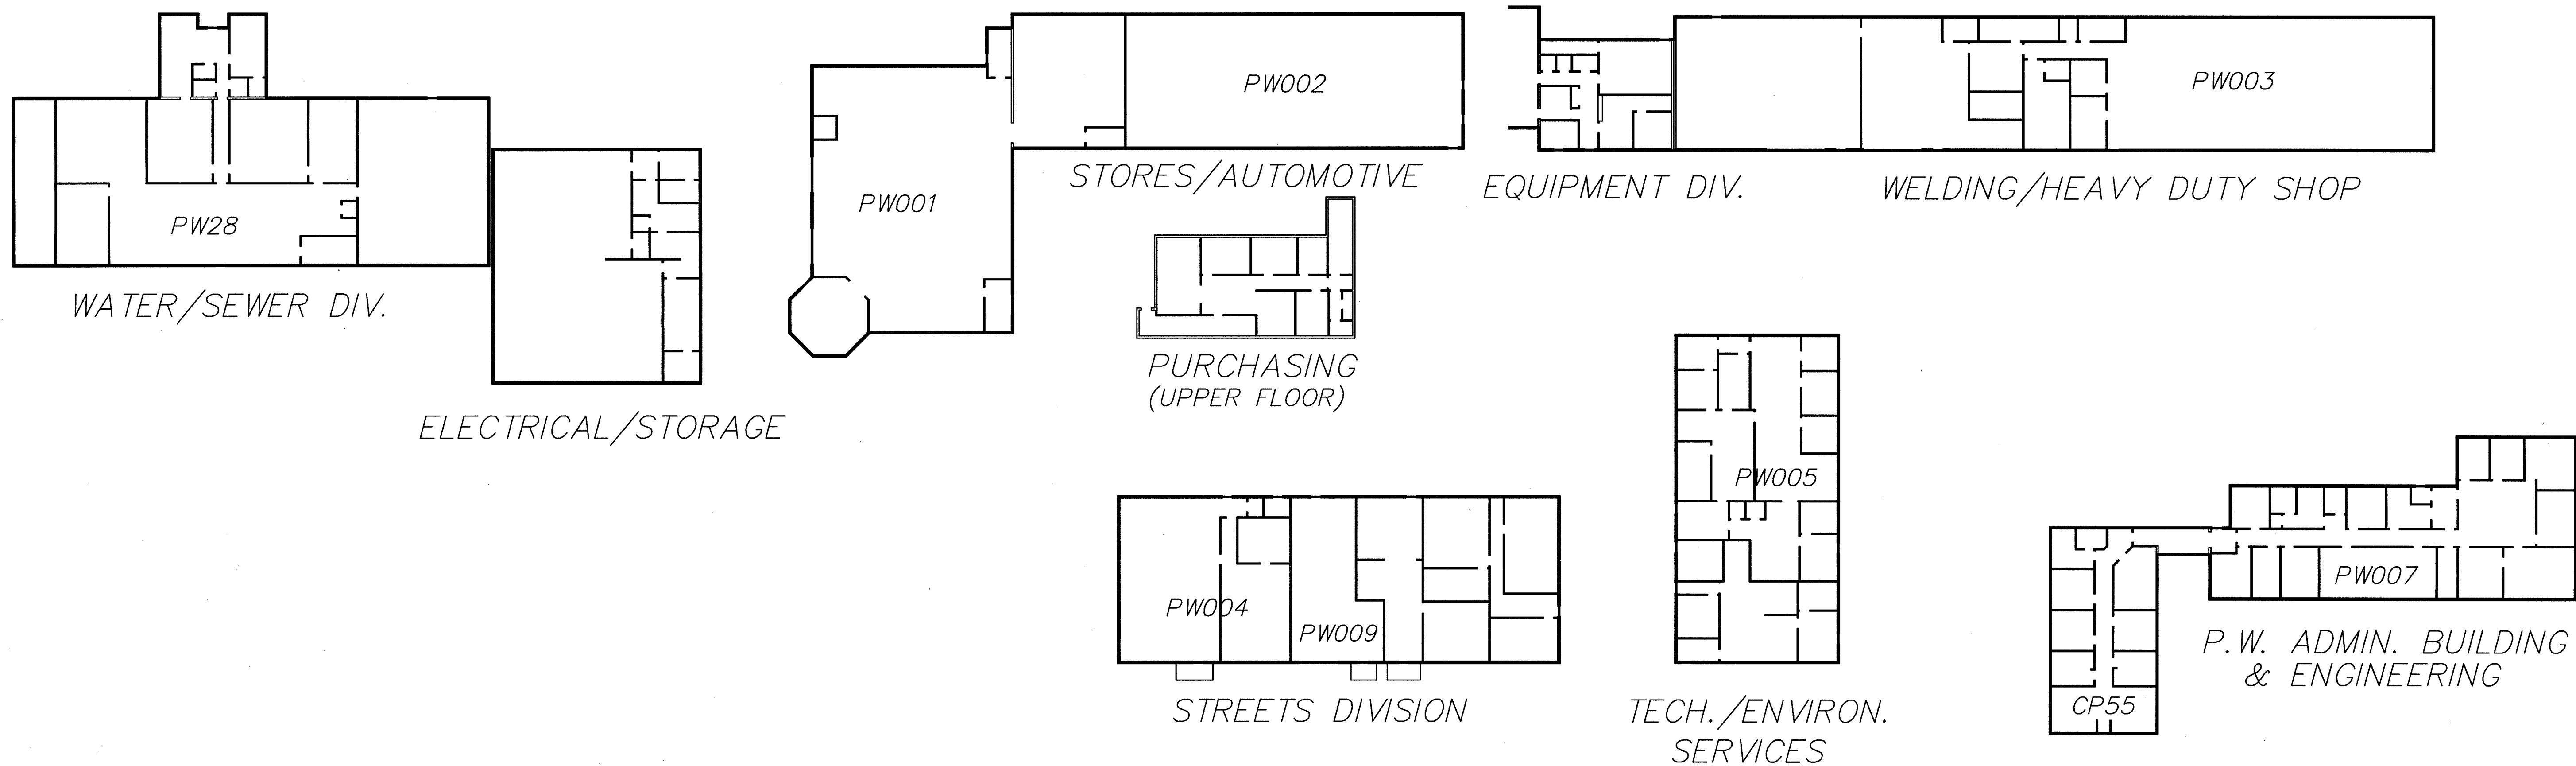 PW002
PW003
STORES/AUTOMOTIVE
EQUIPMENT DIV.
WELDING/HEAVY DUTY SHOP
PW28
PW001
WATER/SEWER DIV.
PURCHASING
(UPPER FLOOR)
ELECTRICAL/STORAGE
PW005
PW004
PW009
PW007
STREETS DIVISION
TECH./ENVIRON.
SERVICES
P.W. ADMIN. BUILDING
& ENGINEERING
CP55